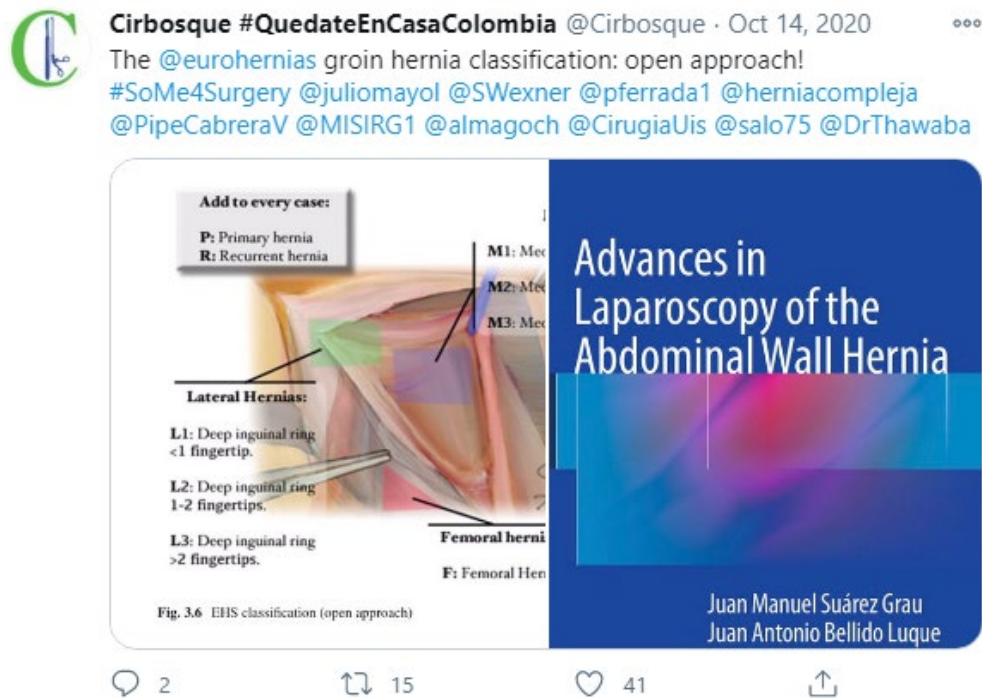 Cirbosque #QuedateEnCasaColombia @Cirbosque · Oct 14, 2020
The @eurohernias groin hernia classification: open approach!
#SoMe4Surgery @juliomayol @SWexner @pferrada1 @herniacompleja
@PipeCabreraV @MISIRG1 @almagoch @CirugiaUis @salo75 @DrThawaba
Add to every case:
P: Primary hernia
R: Recurrent hernia
M1: Med
M2: Med
M3: Med
Lateral Hernias:
L1: Deep inguinal ring
<1 fingertip.
L2: Deep inguinal ring
1-2 fingertips.
L3: Deep inguinal ring
>2 fingertips.
Femoral herni
F: Femoral Hern
Fig. 3.6 EHS classification (open approach)
Advances in
Laparoscopy of the
Abdominal Wall Hernia
Juan Manuel Suárez Grau
Juan Antonio Bellido Luque
2 15 41